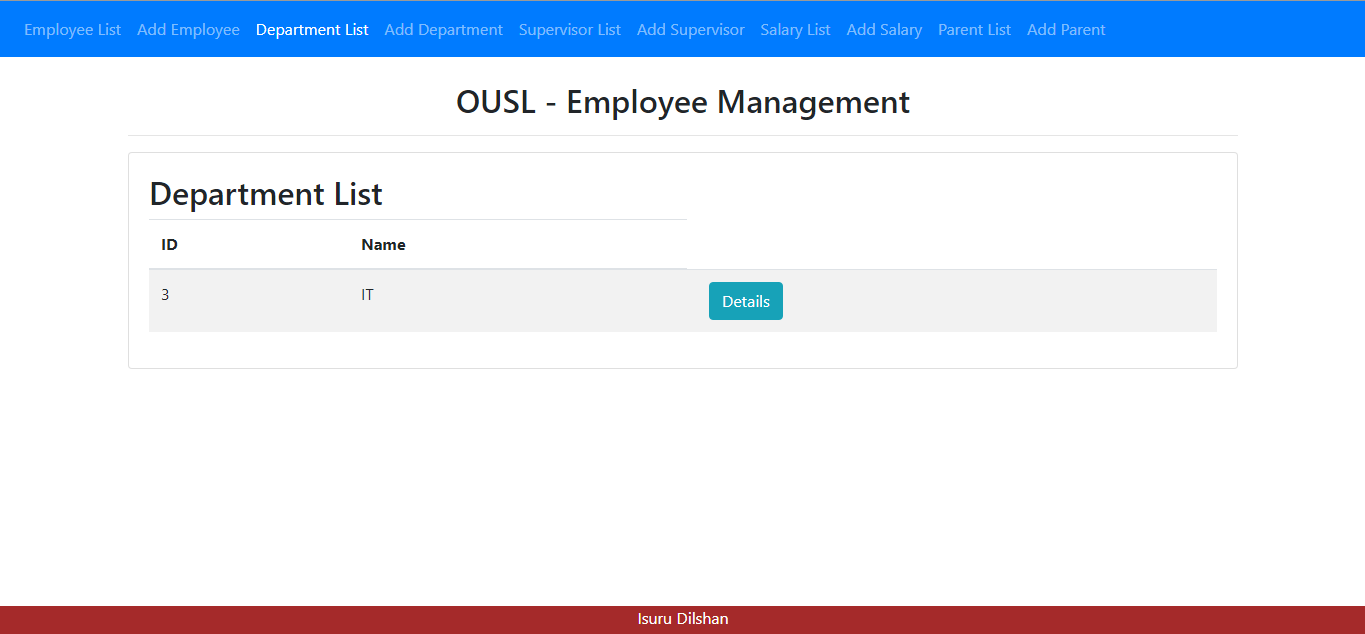 Employee List Add Employee Department List Add Department Supervisor List Add Supervisor Salary List Add Salary Parent List Add Parent
OUSL - Employee Management
Department List
ID Name
3 IT Details
Isuru Dilshan